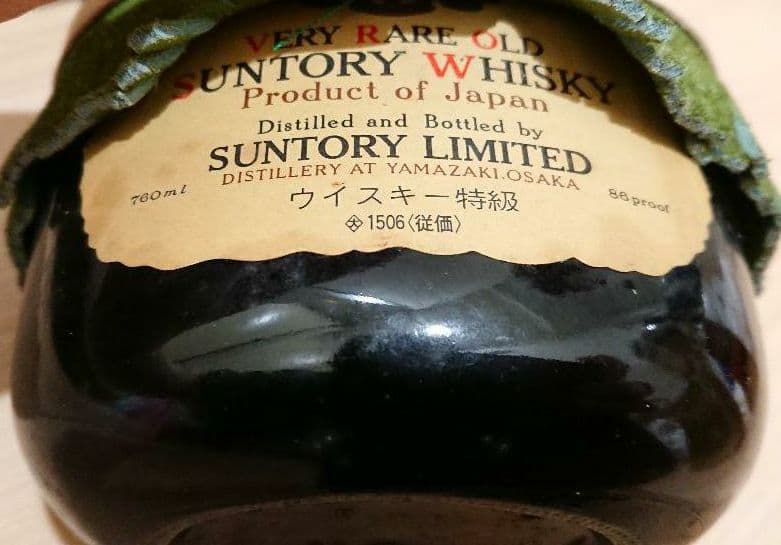 VERY RARE OLD
SUNTORY WHISKY
Product of Japan
Distilled and Bottled by
SUNTORY LIMITED
DISTILLERY AT YAMAZAKI.OSAKA
760ml
ウイスキー特級
86 proof
1506〈従価〉